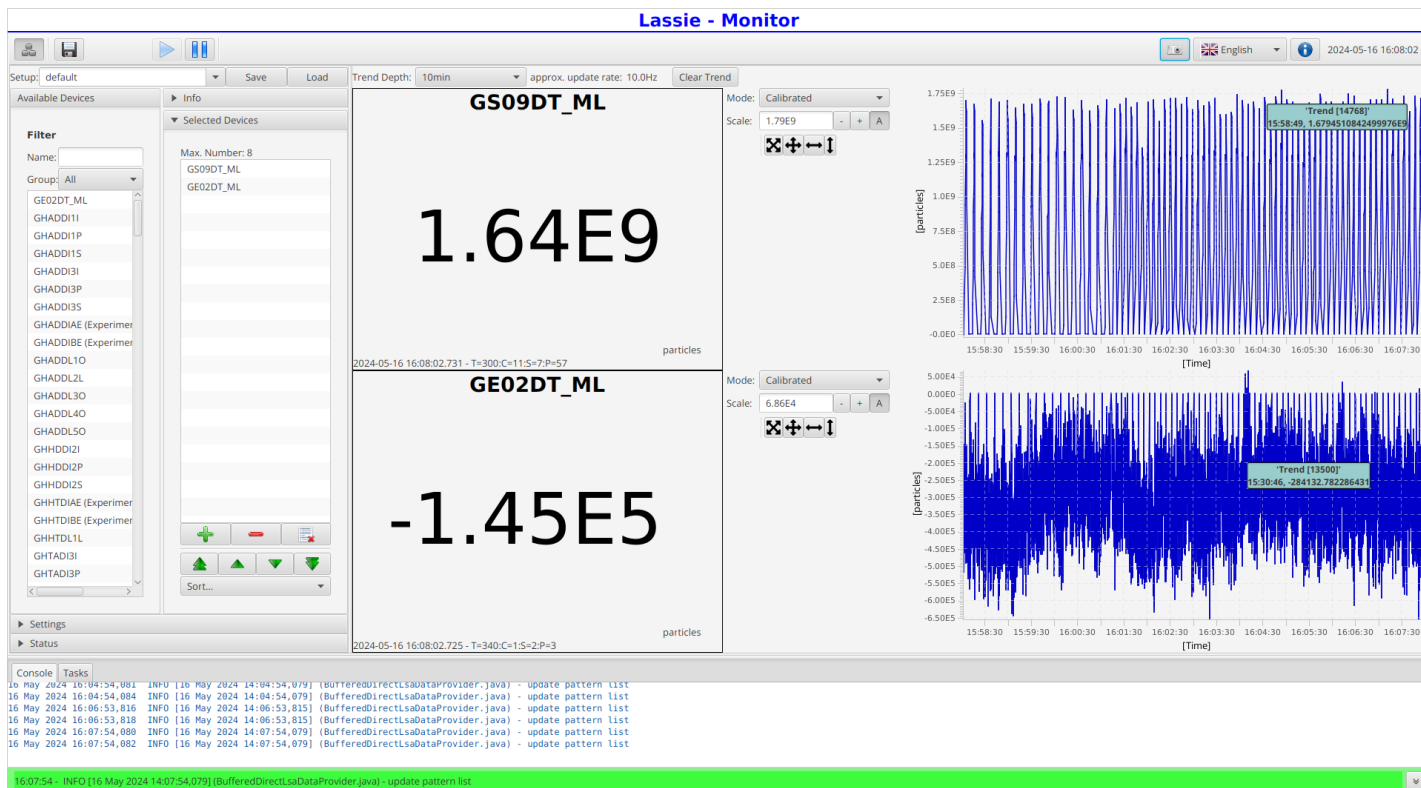 Lassie - Monitor
English 2024-05-16 16:08:02
Setup: default Save Load Trend Depth: 10min approx. update rate: 10.0Hz Clear Trend
Available Devices
Filter
Name:
Group: All
GE02DT_ML
GHADDI1I
GHADDI1P
GHADDI1S
GHADDI3I
GHADDI3P
GHADDI3S
GHADDIAE (Experimer
GHADDIBE (Experimer
GHADDL1O
GHADDL2L
GHADDL3O
GHADDL4O
GHADDL5O
GHHDDI2I
GHHDDI2P
GHHDDI2S
GHHTDIAE (Experimer
GHHTDIBE (Experimer
GHHTDL1L
GHTADI3I
GHTADI3P
Settings
Status
Info
Selected Devices
Max. Number: 8
GS09DT_ML
GE02DT_ML
Sort...
GS09DT_ML
1.64E9
particles
2024-05-16 16:08:02.731 - T=300:C=11:S=7:P=57
Mode: Calibrated
Scale: 1.79E9 - + A
[particles]
1.75E9
1.5E9
1.25E9
1.0E9
7.5E8
5.0E8
2.5E8
-0.0E0
'Trend [14768]'
15:58:49, 1.6794510842499976E9
15:58:30 15:59:30 16:00:30 16:01:30 16:02:30 16:03:30 16:04:30 16:05:30 16:06:30 16:07:30
[Time]
GE02DT_ML
-1.45E5
particles
2024-05-16 16:08:02.725 - T=340:C=1:S=2:P=3
Mode: Calibrated
Scale: 6.86E4 - + A
[particles]
5.00E4
0.00E0
-5.00E4
-1.00E5
-1.50E5
-2.00E5
-2.50E5
-3.00E5
-3.50E5
-4.00E5
-4.50E5
-5.00E5
-5.50E5
-6.00E5
-6.50E5
'Trend [13500]'
15:30:46, -284132.782286431
15:58:30 15:59:30 16:00:30 16:01:30 16:02:30 16:03:30 16:04:30 16:05:30 16:06:30 16:07:30
[Time]
Console Tasks
16 May 2024 16:04:54,081 INFO [16 May 2024 14:04:54,079] (BufferedDirectLsaDataProvider.java) - update pattern list
16 May 2024 16:04:54,084 INFO [16 May 2024 14:04:54,079] (BufferedDirectLsaDataProvider.java) - update pattern list
16 May 2024 16:06:53,816 INFO [16 May 2024 14:06:53,815] (BufferedDirectLsaDataProvider.java) - update pattern list
16 May 2024 16:06:53,818 INFO [16 May 2024 14:06:53,815] (BufferedDirectLsaDataProvider.java) - update pattern list
16 May 2024 16:07:54,080 INFO [16 May 2024 14:07:54,079] (BufferedDirectLsaDataProvider.java) - update pattern list
16 May 2024 16:07:54,082 INFO [16 May 2024 14:07:54,079] (BufferedDirectLsaDataProvider.java) - update pattern list
16:07:54 - INFO [16 May 2024 14:07:54,079] (BufferedDirectLsaDataProvider.java) - update pattern list